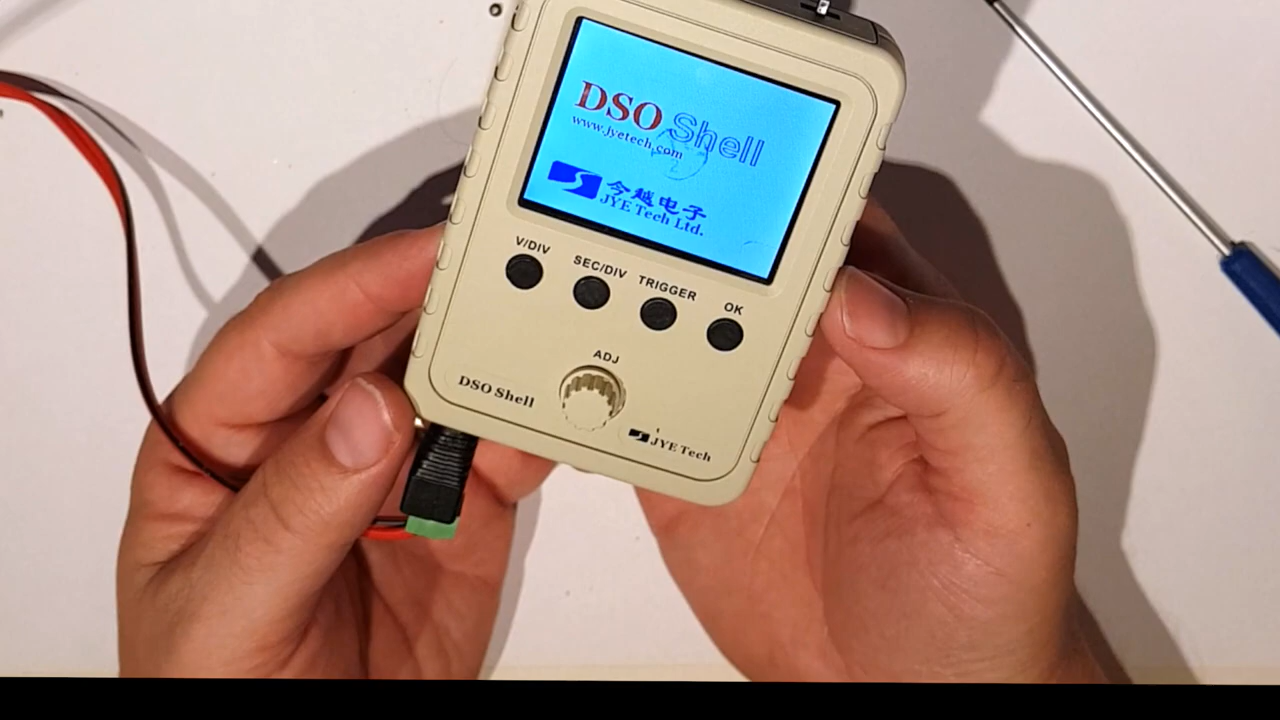 DSO Shell
www.jyetech.com
今越电子
JYE Tech Ltd.
V/DIV
SEC/DIV
TRIGGER
OK
ADJ
DSO Shell
JYE Tech